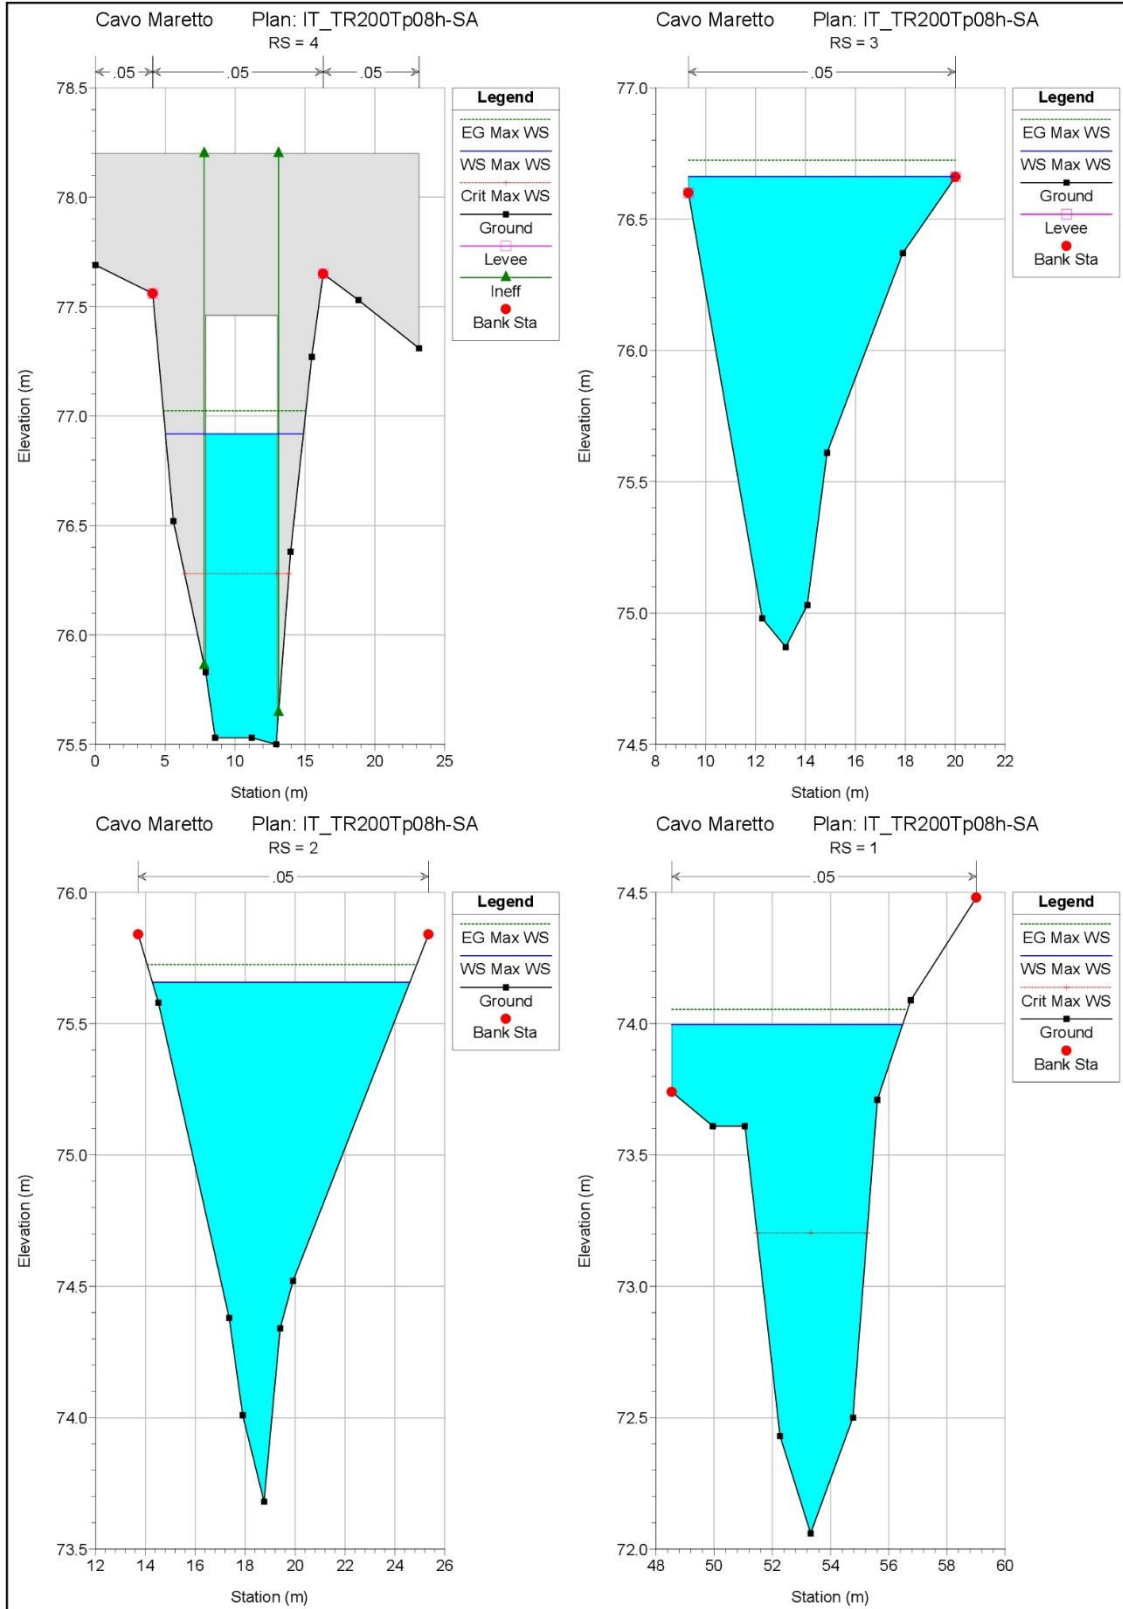 Cavo Maretto Plan: IT_TR200Tp08h-SA
RS = 4
.05 .05 .05
Legend
EG Max WS
WS Max WS
Crit Max WS
Ground
Levee
Ineff
Bank Sta
Elevation (m)
78.5
78.0
77.5
77.0
76.5
76.0
75.5
0 5 10 15 20 25
Station (m)
Cavo Maretto Plan: IT_TR200Tp08h-SA
RS = 3
.05
Legend
EG Max WS
WS Max WS
Ground
Levee
Bank Sta
Elevation (m)
77.0
76.5
76.0
75.5
75.0
74.5
8 10 12 14 16 18 20 22
Station (m)
Cavo Maretto Plan: IT_TR200Tp08h-SA
RS = 2
.05
Legend
EG Max WS
WS Max WS
Ground
Bank Sta
Elevation (m)
76.0
75.5
75.0
74.5
74.0
73.5
12 14 16 18 20 22 24 26
Station (m)
Cavo Maretto Plan: IT_TR200Tp08h-SA
RS = 1
.05
Legend
EG Max WS
WS Max WS
Crit Max WS
Ground
Bank Sta
Elevation (m)
74.5
74.0
73.5
73.0
72.5
72.0
48 50 52 54 56 58 60
Station (m)